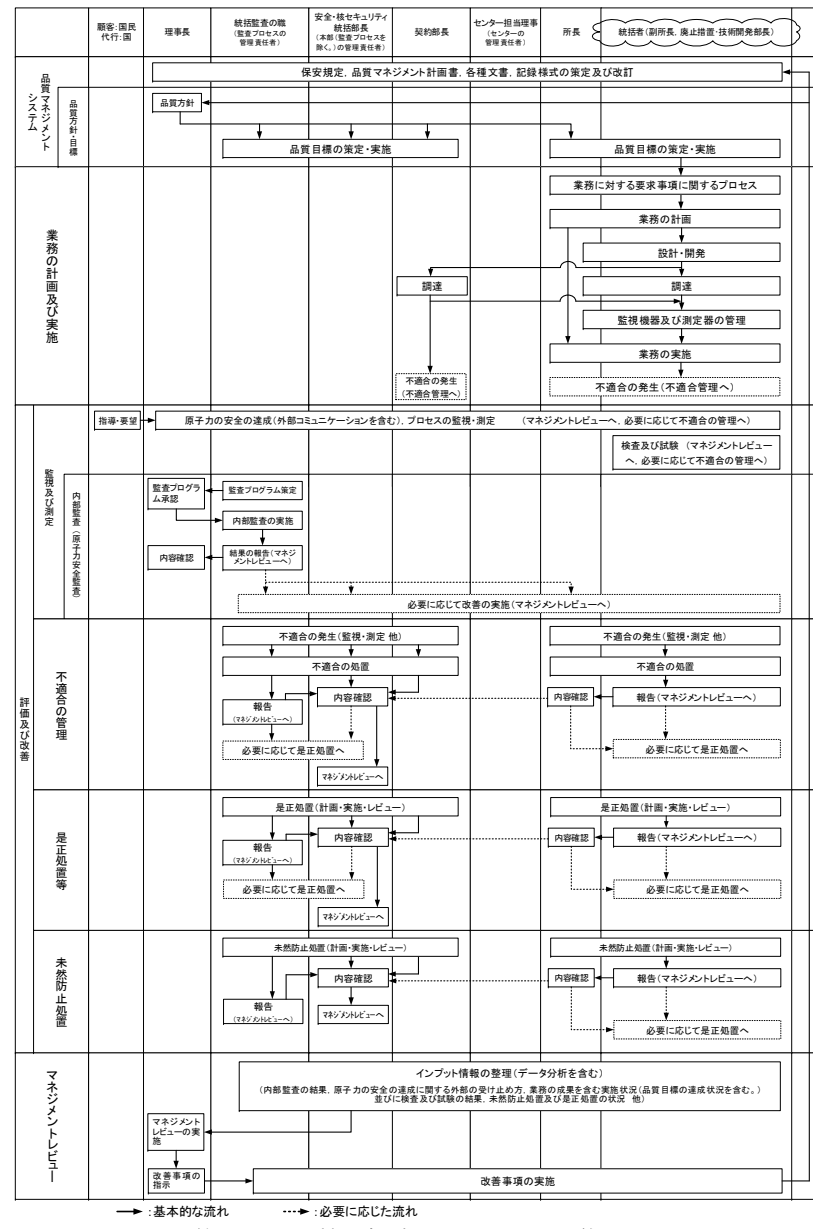 顧客：国民
代行：国
理事長
統括監査の職
（監査プロセスの
管理責任者）
安全・核セキュリティ
統括部長
（本部（監査プロセスを
除く。）の管理責任者）
契約部長
センター担当理事
（センターの
管理責任者）
所長
統括者（副所長，廃止措置・技術開発部長）
品質マネジメント
システム
保安規定，品質マネジメント計画書，各種文書，記録様式の策定及び改訂
品質方針・目標
品質方針
品質目標の策定・実施
品質目標の策定・実施
業務の計画及び実施
業務に対する要求事項に関するプロセス
業務の計画
設計・開発
調達
調達
監視機器及び測定器の管理
業務の実施
不適合の発生
（不適合管理へ）
不適合の発生（不適合管理へ）
評価及び改善
監視及び測定
指導・要望
原子力の安全の達成（外部コミュニケーションを含む），プロセスの監視・測定　（マネジメントレビューへ，必要に応じて不適合の管理へ）
検査及び試験　（マネジメントレビュー
へ，必要に応じて不適合の管理へ）
内部監査（原子力安全監査）
監査プログラ
ム承認
監査プログラム策定
内部監査の実施
内容確認
結果の報告（マネジ
メントレビューへ）
必要に応じて改善の実施（マネジメントレビューへ）
不適合の管理
不適合の発生（監視・測定 他）
不適合の発生（監視・測定 他）
不適合の処置
不適合の処置
報告
（マネジメントレビューへ）
内容確認
内容確認
報告（マネジメントレビューへ）
必要に応じて是正処置へ
必要に応じて是正処置へ
マネジメントレビューへ
是正処置等
是正処置（計画・実施・レビュー）
是正処置（計画・実施・レビュー）
報告
（マネジメントレビューへ）
内容確認
内容確認
報告（マネジメントレビューへ）
必要に応じて是正処置へ
必要に応じて是正処置へ
マネジメントレビューへ
未然防止処置
未然防止処置（計画・実施・レビュー）
未然防止処置（計画・実施・レビュー）
内容確認
内容確認
報告（マネジメントレビューへ）
報告
（マネジメントレビューへ）
マネジメントレビューへ
必要に応じて是正処置へ
マネジメントレビュー
インプット情報の整理（データ分析を含む）
（内部監査の結果，原子力の安全の達成に関する外部の受け止め方，業務の成果を含む実施状況（品質目標の達成状況を含む。）
並びに検査及び試験の結果，未然防止処置及び是正処置の状況　他）
マネジメント
レビューの実
施
改善事項の
指示
改善事項の実施
：基本的な流れ
：必要に応じた流れ